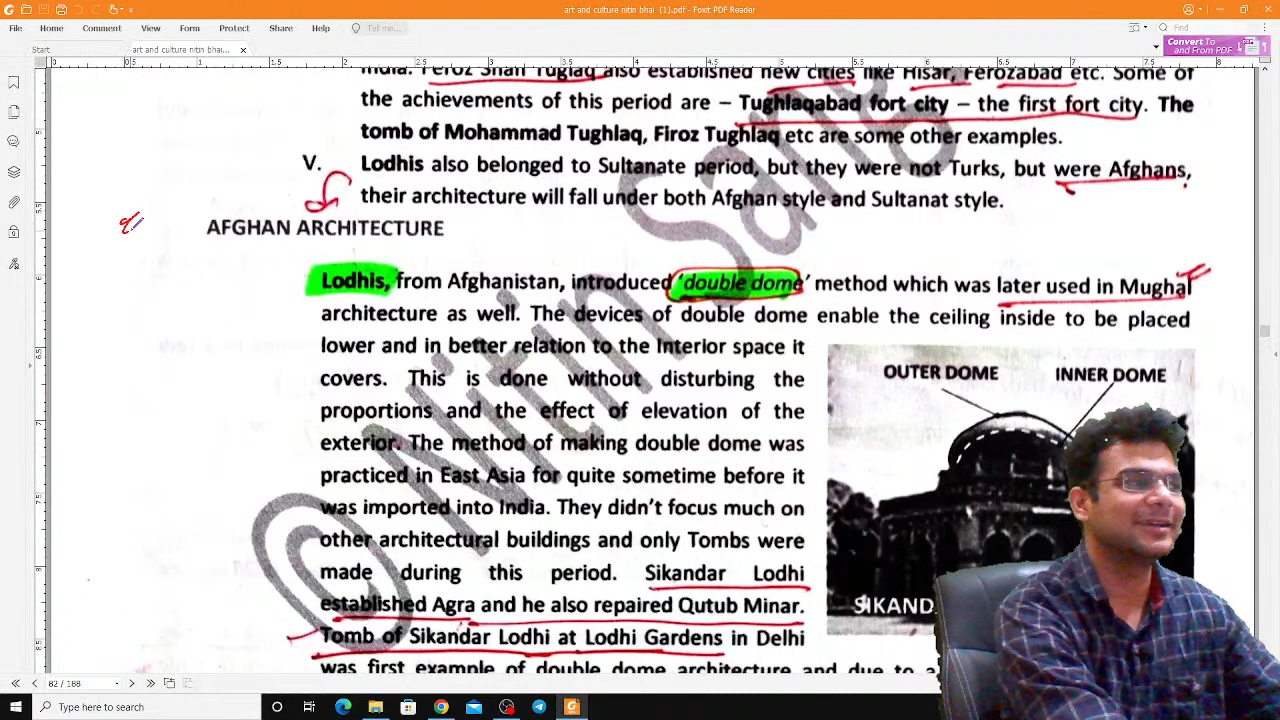 art and culture nitin bhai (1).pdf - Foxit PDF Reader
File Home Comment View Form Protect Share Help Tell me... Find
Start art and culture nitin bhai... Convert To and From PDF
India. Feroz Shah Tuglaq also established new cities like Hisar, Ferozabad etc. Some of
the achievements of this period are – Tughlaqabad fort city – the first fort city. The
tomb of Mohammad Tughlaq, Firoz Tughlaq etc are some other examples.
V. Lodhis also belonged to Sultanate period, but they were not Turks, but were Afghans,
their architecture will fall under both Afghan style and Sultanat style.
AFGHAN ARCHITECTURE
Lodhis, from Afghanistan, introduced 'double dome' method which was later used in Mughal
architecture as well. The devices of double dome enable the ceiling inside to be placed
lower and in better relation to the Interior space it
covers. This is done without disturbing the
proportions and the effect of elevation of the
exterior. The method of making double dome was
practiced in East Asia for quite sometime before it
was imported into India. They didn't focus much on
other architectural buildings and only Tombs were
made during this period. Sikandar Lodhi
established Agra and he also repaired Qutub Minar.
Tomb of Sikandar Lodhi at Lodhi Gardens in Delhi
was first example of double dome architecture and due to a
OUTER DOME INNER DOME
SIKAND
© Nitin Sang
82 / 188
Type here to search